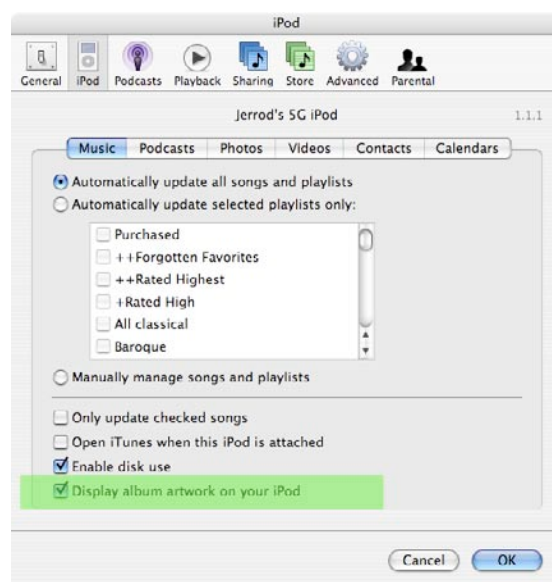 iPod
General iPod Podcasts Playback Sharing Store Advanced Parental
Jerrod's 5G iPod 1.1.1
Music Podcasts Photos Videos Contacts Calendars
Automatically update all songs and playlists
Automatically update selected playlists only:
Purchased
++Forgotten Favorites
++Rated Highest
+Rated High
All classical
Baroque
Manually manage songs and playlists
Only update checked songs
Open iTunes when this iPod is attached
Enable disk use
Display album artwork on your iPod
Cancel OK